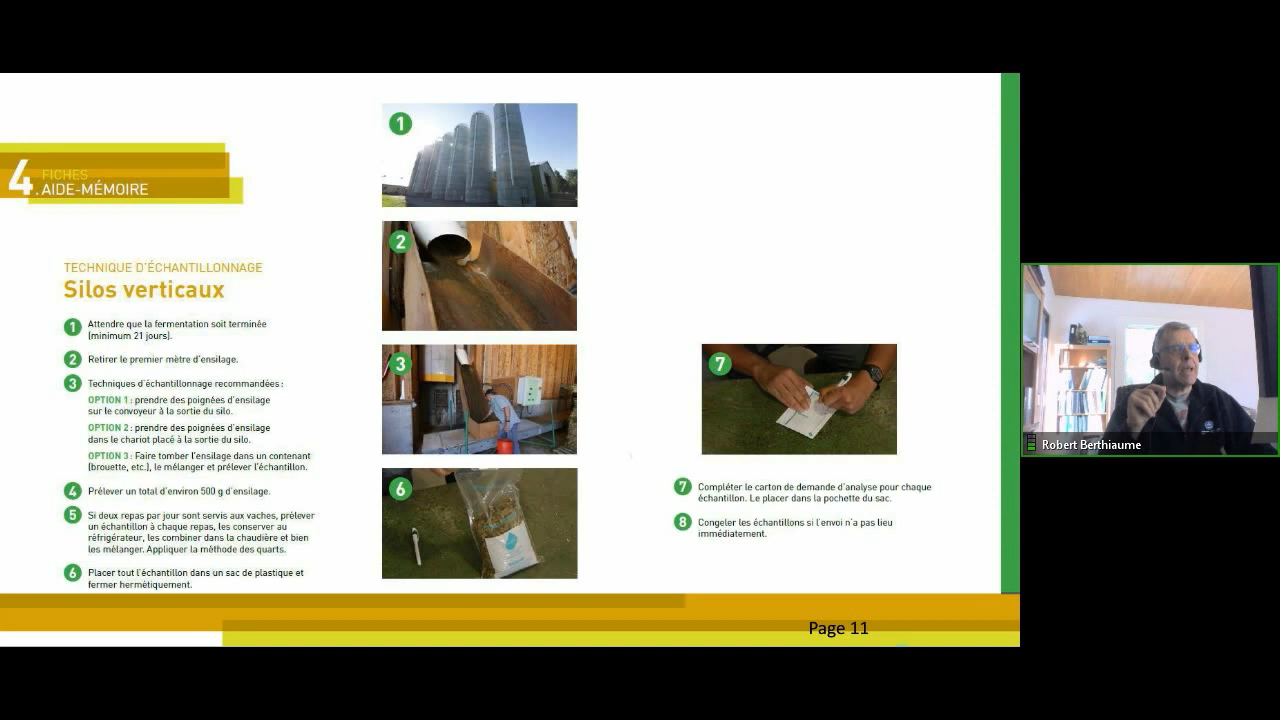 4. FICHES
AIDE-MÉMOIRE
TECHNIQUE D'ÉCHANTILLONNAGE
Silos verticaux
1 Attendre que la fermentation soit terminée
(minimum 21 jours).
2 Retirer le premier mètre d'ensilage.
3 Techniques d'échantillonnage recommandées :
OPTION 1 : prendre des poignées d'ensilage
sur le convoyeur à la sortie du silo.
OPTION 2 : prendre des poignées d'ensilage
dans le chariot placé à la sortie du silo.
OPTION 3 : Faire tomber l'ensilage dans un contenant
(brouette, etc.), le mélanger et prélever l'échantillon.
4 Prélever un total d'environ 500 g d'ensilage.
5 Si deux repas par jour sont servis aux vaches, prélever
un échantillon à chaque repas, les conserver au
réfrigérateur, les combiner dans la chaudière et bien
les mélanger. Appliquer la méthode des quarts.
6 Placer tout l'échantillon dans un sac de plastique et
fermer hermétiquement.
1
2
3
6
7
7 Compléter le carton de demande d'analyse pour chaque
échantillon. Le placer dans la pochette du sac.
8 Congeler les échantillons si l'envoi n'a pas lieu
immédiatement.
Page 11
Robert Berthiaume